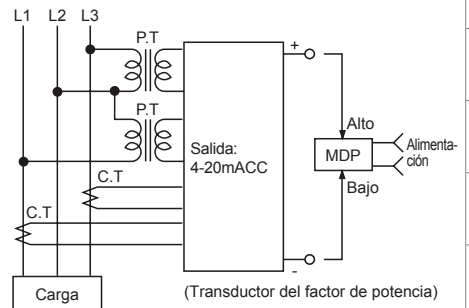 L1 L2 L3
P.T
P.T
C.T
C.T
Salida:
4-20mACC
+
-
Alto
MDP
Bajo
Alimenta-
ción
Carga
(Transductor del factor de potencia)